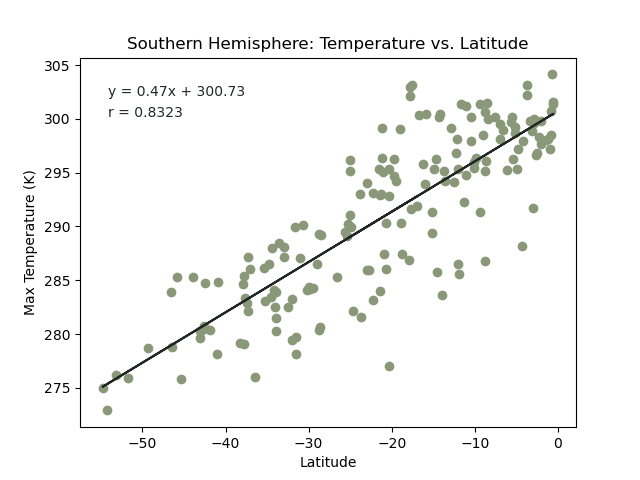 Southern Hemisphere: Temperature vs. Latitude
y = 0.47x + 300.73
r = 0.8323
305
300
295
290
285
280
275
Max Temperature (K)
−50 −40 −30 −20 −10 0
Latitude